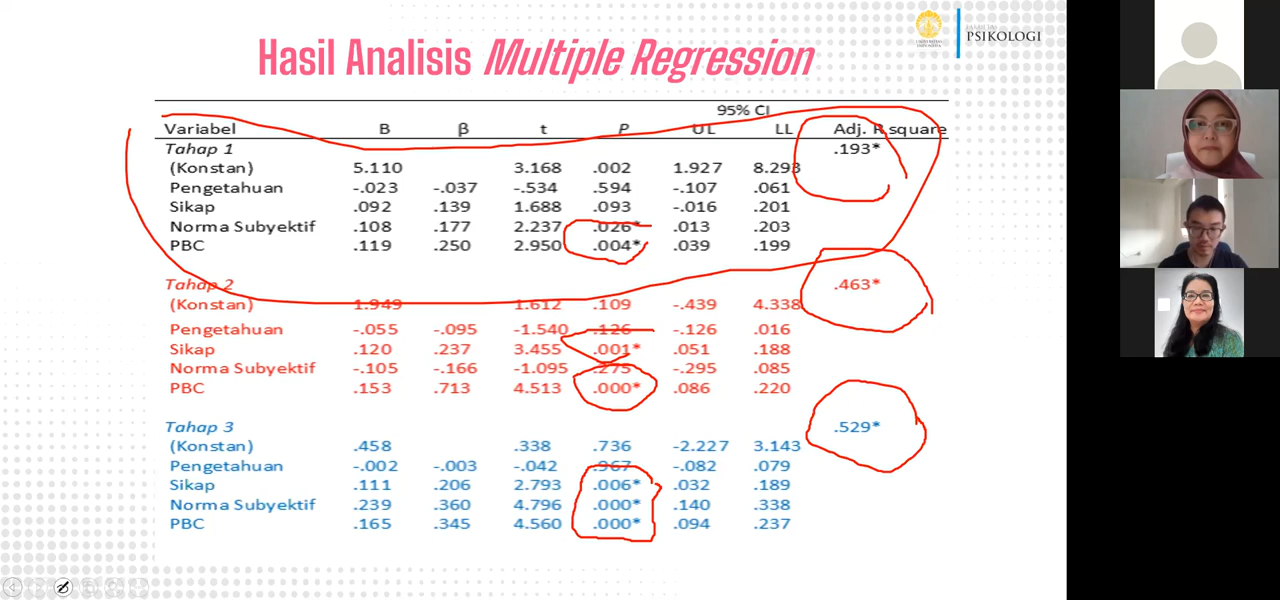 UNIVERSITAS
INDONESIA
FAKULTAS
PSIKOLOGI
Hasil Analisis Multiple Regression
95% CI
Variabel B β t P UL LL Adj. R square
Tahap 1 .193*
(Konstan) 5.110 3.168 .002 1.927 8.293
Pengetahuan -.023 -.037 -.534 .594 -.107 .061
Sikap .092 .139 1.688 .093 -.016 .201
Norma Subyektif .108 .177 2.237 .026* .013 .203
PBC .119 .250 2.950 .004* .039 .199
Tahap 2 .463*
(Konstan) 1.949 1.612 .109 -.439 4.338
Pengetahuan -.055 -.095 -1.540 .126 -.126 .016
Sikap .120 .237 3.455 .001* .051 .188
Norma Subyektif -.105 -.166 -1.095 .275 -.295 .085
PBC .153 .713 4.513 .000* .086 .220
Tahap 3 .529*
(Konstan) .458 .338 .736 -2.227 3.143
Pengetahuan -.002 -.003 -.042 .967 -.082 .079
Sikap .111 .206 2.793 .006* .032 .189
Norma Subyektif .239 .360 4.796 .000* .140 .338
PBC .165 .345 4.560 .000* .094 .237